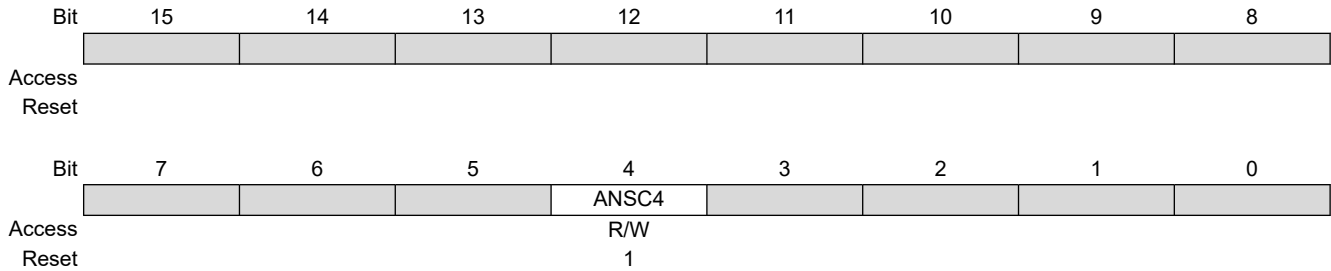 Bit 15 14 13 12 11 10 9 8
Access
Reset
Bit 7 6 5 4 3 2 1 0
ANSC4
Access R/W
Reset 1